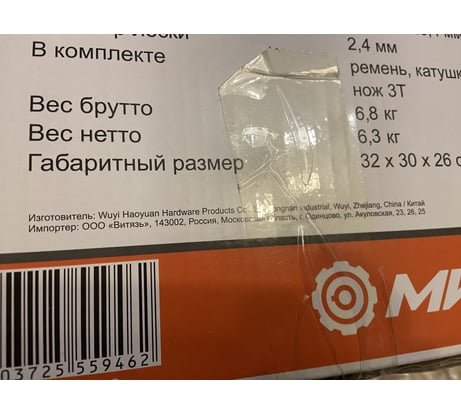 В комплекте
2,4 мм
ремень, катушк
нож 3Т
Вес брутто 6,8 кг
Вес нетто 6,3 кг
Габаритный размер 32 x 30 x 26 с
Изготовитель: Wuyi Haoyuan Hardware Products Co Industrial, Wuyi, Zhejiang, China / Китай
Импортер: ООО «Витязь», 143002, Россия, Московская область, г. Одинцово, ул. Акуловская, 23, 26, 25
МИ
03725 559462